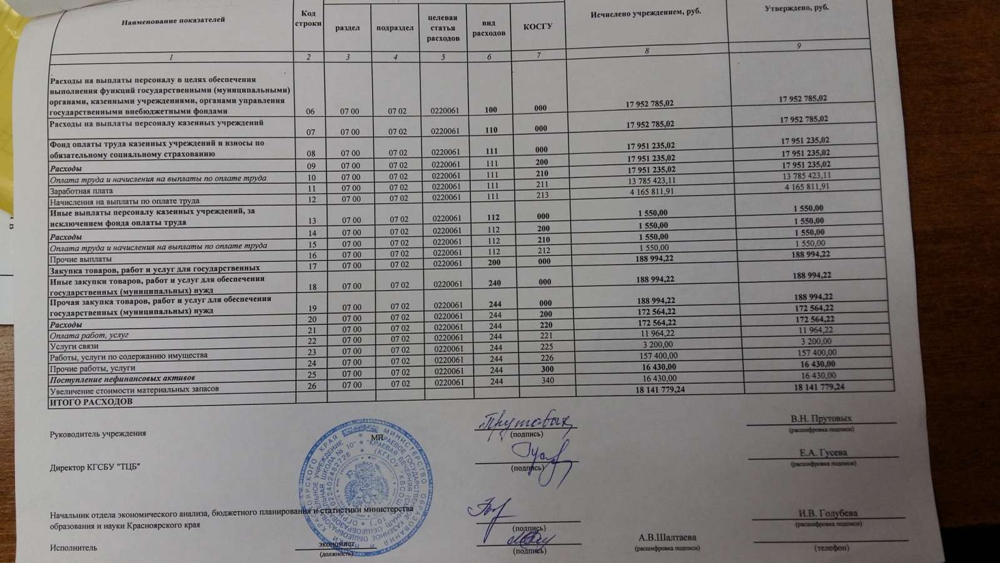 Наименование показателей
Код строки
раздел
подраздел
целевая статья расходов
вид расходов
КОСГУ
Исчислено учреждением, руб.
Утверждено, руб.
1 2 3 4 5 6 7 8 9
Расходы на выплаты персоналу в целях обеспечения
выполнения функций государственными (муниципальными)
органами, казенными учреждениями, органами управления
государственными внебюджетными фондами 06 07 00 07 02 0220061 100 000 17 952 785,02 17 952 785,02
Расходы на выплаты персоналу казенных учреждений 07 07 00 07 02 0220061 110 000 17 952 785,02 17 952 785,02
Фонд оплаты труда казенных учреждений и взносы по
обязательному социальному страхованию 08 07 00 07 02 0220061 111 000 17 951 235,02 17 951 235,02
Расходы 09 07 00 07 02 0220061 111 200 17 951 235,02 17 951 235,02
Оплата труда и начисления на выплаты по оплате труда 10 07 00 07 02 0220061 111 210 17 951 235,02 17 951 235,02
Заработная плата 11 07 00 07 02 0220061 111 211 13 785 423,11 13 785 423,11
Начисления на выплаты по оплате труда 12 07 00 07 02 0220061 111 213 4 165 811,91 4 165 811,91
Иные выплаты персоналу казенных учреждений, за
исключением фонда оплаты труда 13 07 00 07 02 0220061 112 000 1 550,00 1 550,00
Расходы 14 07 00 07 02 0220061 112 200 1 550,00 1 550,00
Оплата труда и начисления на выплаты по оплате труда 15 07 00 07 02 0220061 112 210 1 550,00 1 550,00
Прочие выплаты 16 07 00 07 02 0220061 112 212 1 550,00 1 550,00
Закупка товаров, работ и услуг для государственных 17 07 00 07 02 0220061 200 000 188 994,22 188 994,22
Иные закупки товаров, работ и услуг для обеспечения
государственных (муниципальных) нужд 18 07 00 07 02 0220061 240 000 188 994,22 188 994,22
Прочая закупка товаров, работ и услуг для обеспечения
государственных (муниципальных) нужд 19 07 00 07 02 0220061 244 000 188 994,22 188 994,22
Расходы 20 07 00 07 02 0220061 244 200 172 564,22 172 564,22
Оплата работ, услуг 21 07 00 07 02 0220061 244 220 172 564,22 172 564,22
Услуги связи 22 07 00 07 02 0220061 244 221 11 964,22 11 964,22
Работы, услуги по содержанию имущества 23 07 00 07 02 0220061 244 225 3 200,00 3 200,00
Прочие работы, услуги 24 07 00 07 02 0220061 244 226 157 400,00 157 400,00
Поступление нефинансовых активов 25 07 00 07 02 0220061 244 300 16 430,00 16 430,00
Увеличение стоимости материальных запасов 26 07 00 07 02 0220061 244 340 16 430,00 16 430,00
ИТОГО РАСХОДОВ 18 141 779,24 18 141 779,24
Руководитель учреждения МП Прутовых В.Н. Прутовых
(подпись) (расшифровка подписи)
Директор КГСБУ "ТЦБ" Е.А. Гусева
(подпись) (расшифровка подписи)
Начальник отдела экономического анализа, бюджетного планирования и статистики министерства
образования и науки Красноярского края И.В. Голубева
(подпись) (расшифровка подписи)
Исполнитель экономист А.В.Шалтаева
(должность) (подпись) (расшифровка подписи) (телефон)
МИНИСТЕРСТВО ОБРАЗОВАНИЯ И НАУКИ КРАСНОЯРСКОГО КРАЯ